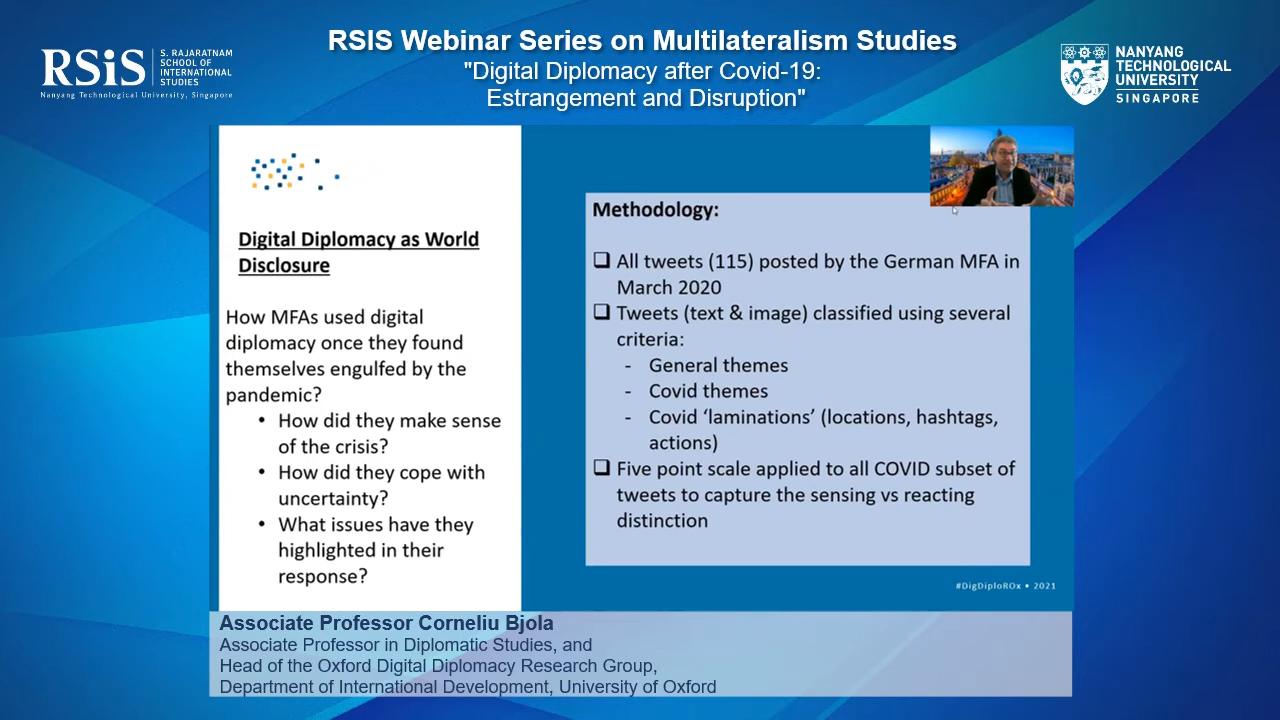 RSIS
S. RAJARATNAM
SCHOOL OF
INTERNATIONAL
STUDIES
Nanyang Technological University, Singapore
RSIS Webinar Series on Multilateralism Studies
"Digital Diplomacy after Covid-19:
Estrangement and Disruption"
NANYANG
TECHNOLOGICAL
UNIVERSITY
SINGAPORE
Digital Diplomacy as World
Disclosure
How MFAs used digital
diplomacy once they found
themselves engulfed by the
pandemic?
• How did they make sense
of the crisis?
• How did they cope with
uncertainty?
• What issues have they
highlighted in their
response?
Methodology:
❑ All tweets (115) posted by the German MFA in
March 2020
❑ Tweets (text & image) classified using several
criteria:
- General themes
- Covid themes
- Covid ‘laminations’ (locations, hashtags,
actions)
❑ Five point scale applied to all COVID subset of
tweets to capture the sensing vs reacting
distinction
#DigDiploROx • 2021
Associate Professor Corneliu Bjola
Associate Professor in Diplomatic Studies, and
Head of the Oxford Digital Diplomacy Research Group,
Department of International Development, University of Oxford